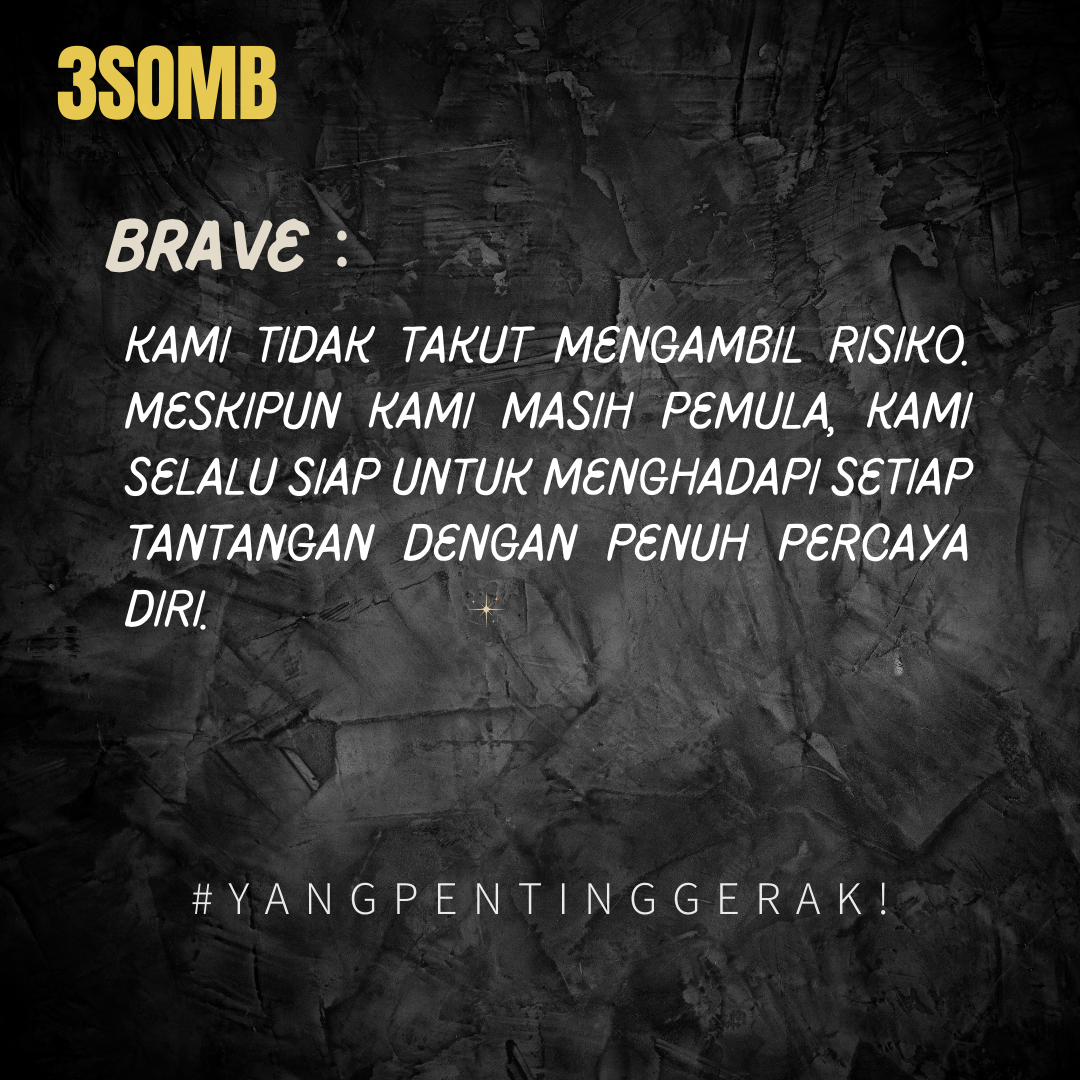 3SOMB
BRAVE :
KAMI TIDAK TAKUT MENGAMBIL RISIKO.
MESKIPUN KAMI MASIH PEMULA, KAMI
SELALU SIAP UNTUK MENGHADAPI SETIAP
TANTANGAN DENGAN PENUH PERCAYA
DIRI.
#YANGPENTINGGERAK!